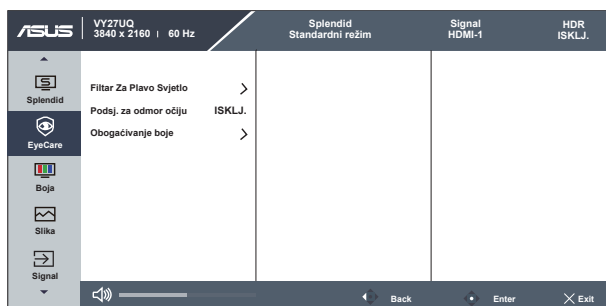 ASUS
VY27UQ
3840 x 2160 | 60 Hz
Splendid
Standardni režim
Signal
HDMI-1
HDR
ISKLJ.
Splendid
EyeCare
Boja
Slika
Signal
Filtar Za Plavo Svjetlo
Podsj. za odmor očiju ISKLJ.
Obogaćivanje boje
Back
Enter
Exit